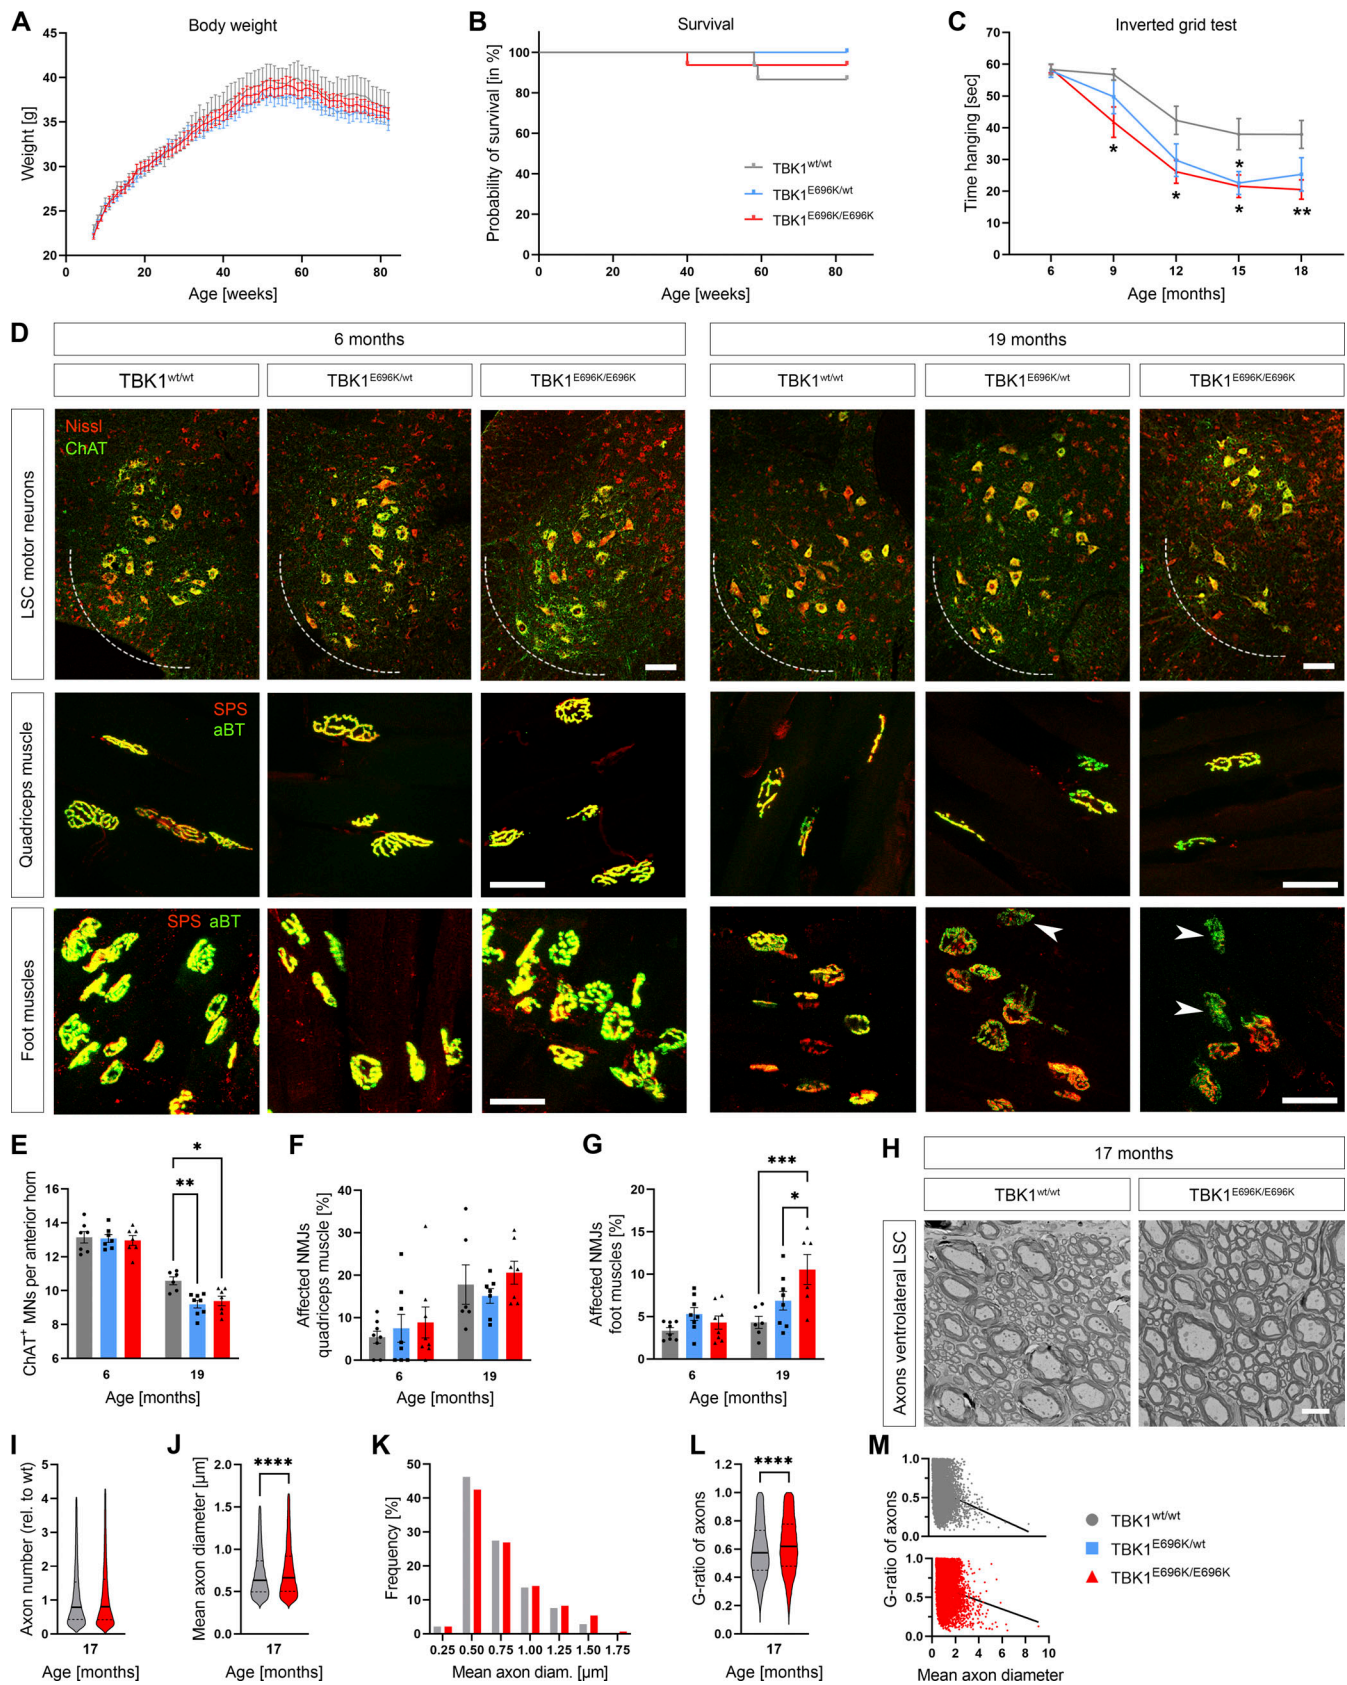 A
Body weight
Weight [g]
45
40
35
30
25
20
0
20
40
60
80
Age [weeks]
B
Survival
Probability of survival [in %]
100
80
60
40
20
0
0
20
40
60
80
Age [weeks]
TBK1wt/wt
TBK1E696K/wt
TBK1E696K/E696K
C
Inverted grid test
Time hanging [sec]
70
60
50
40
30
20
10
0
*
*
*
*
**
6
9
12
15
18
Age [months]
D
6 months
19 months
TBK1wt/wt
TBK1E696K/wt
TBK1E696K/E696K
TBK1wt/wt
TBK1E696K/wt
TBK1E696K/E696K
LSC motor neurons
Nissl
ChAT
Quadriceps muscle
SPS
aBT
Foot muscles
SPS aBT
E
ChAT+ MNs per anterior horn
16
14
12
10
8
6
*
**
6
19
Age [months]
F
Affected NMJs
quadriceps muscle [%]
40
30
20
10
0
6
19
Age [months]
G
Affected NMJs
foot muscles [%]
20
15
10
5
0
***
*
6
19
Age [months]
H
17 months
TBK1wt/wt
TBK1E696K/E696K
Axons ventrolateral LSC
I
Axon number (rel. to wt)
5
4
3
2
1
0
17
Age [months]
J
Mean axon diameter [µm]
2.0
1.5
1.0
0.5
0.0
****
17
Age [months]
K
Frequency [%]
50
40
30
20
10
0
0.25
0.50
0.75
1.00
1.25
1.50
1.75
Mean axon diam. [µm]
L
G-ratio of axons
1.2
1.0
0.8
0.6
0.4
0.2
0.0
****
17
Age [months]
M
G-ratio of axons
1.0
0.5
0.0
1.0
0.5
0.0
0
2
4
6
8
10
Mean axon diameter
TBK1wt/wt
TBK1E696K/wt
TBK1E696K/E696K